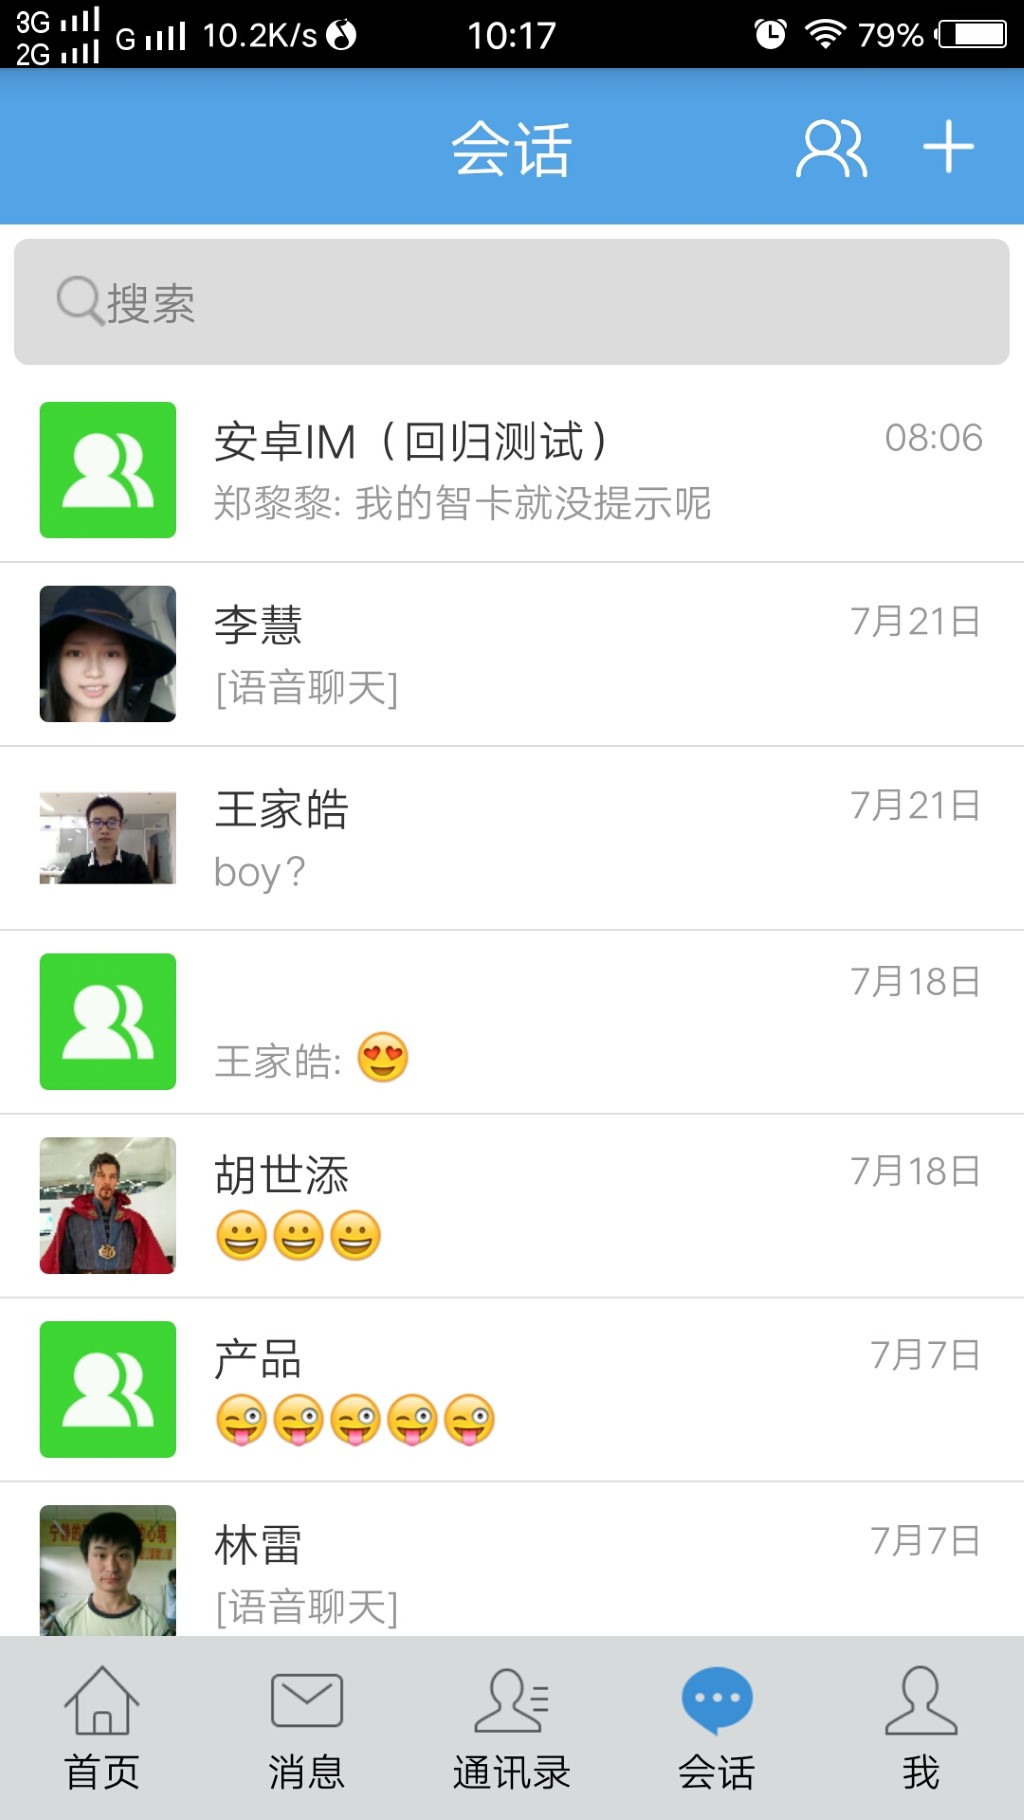 3G
2G
G 10.2K/s 10:17 79%
会话
搜索
安卓IM（回归测试） 08:06
郑黎黎: 我的智卡就没提示呢
李慧 7月21日
[语音聊天]
王家皓 7月21日
boy?
7月18日
王家皓: 😍
胡世添 7月18日
😀😀😀
产品 7月7日
😜😜😜😜😜
林雷 7月7日
[语音聊天]
首页 消息 通讯录 会话 我